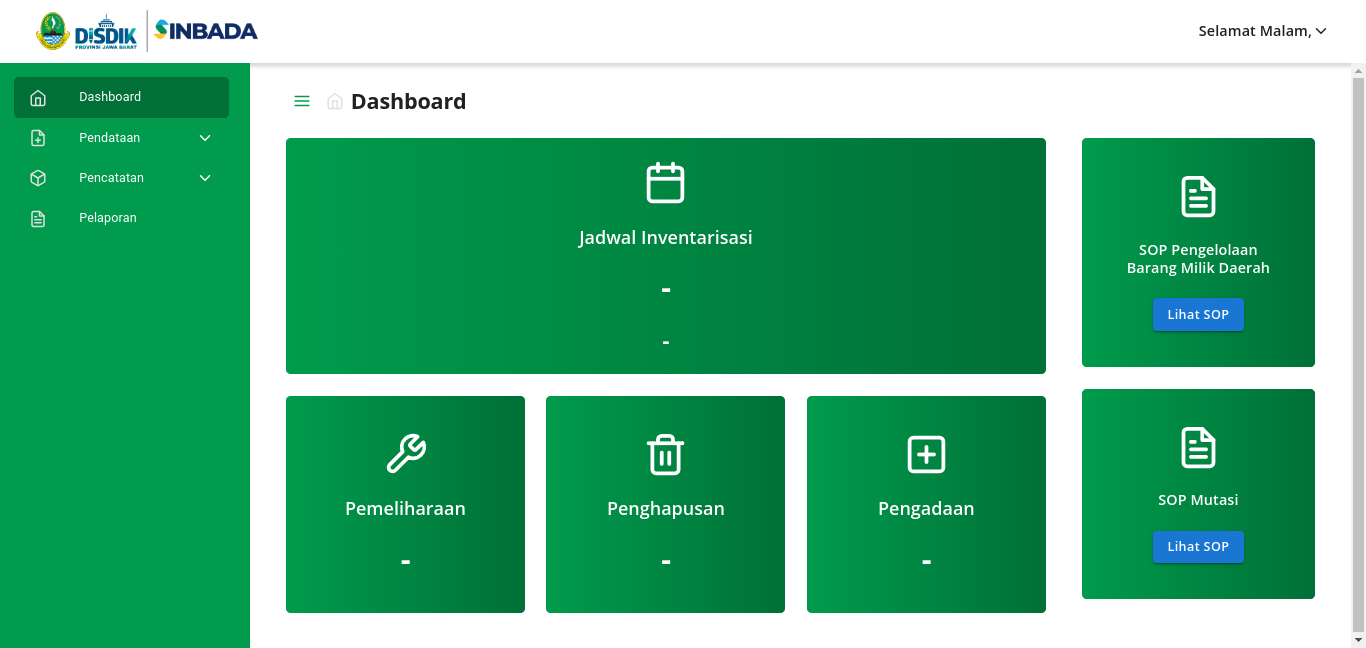 DISDIK
PROVINSI JAWA BARAT
SINBADA
Selamat Malam,
Dashboard
Pendataan
Pencatatan
Pelaporan
Dashboard
Jadwal Inventarisasi
-
-
Pemeliharaan
-
Penghapusan
-
Pengadaan
-
SOP Pengelolaan
Barang Milik Daerah
Lihat SOP
SOP Mutasi
Lihat SOP